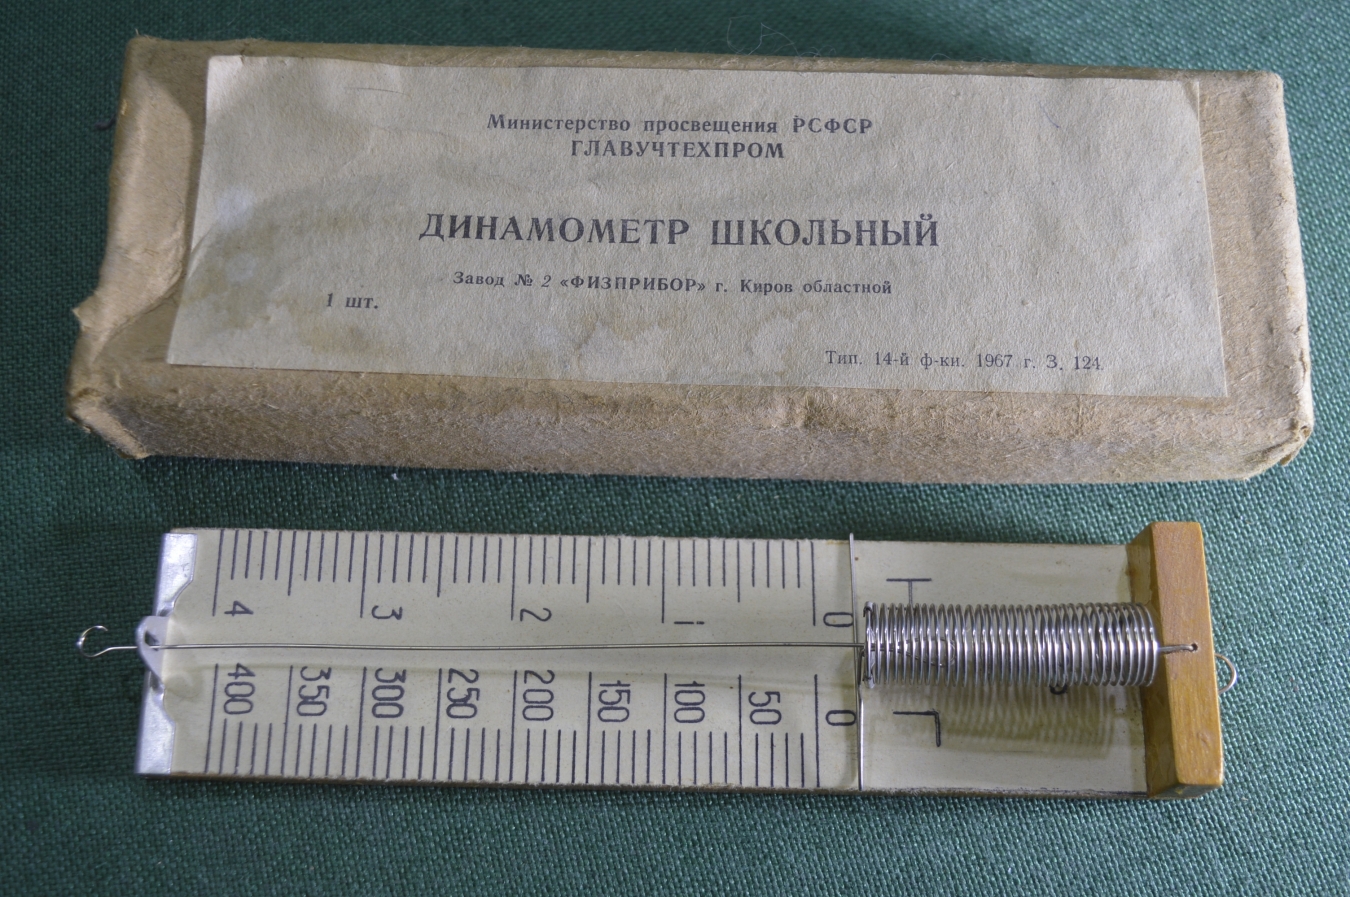 Министерство просвещения РСФСР
ГЛАВУЧТЕХПРОМ
ДИНАМОМЕТР ШКОЛЬНЫЙ
Завод № 2 «ФИЗПРИБОР» г. Киров областной
1 шт.
Тип. 14-й ф-ки. 1967 г. З. 124.
4 3 2 1 0 Н
400 350 300 250 200 150 100 50 0 Г